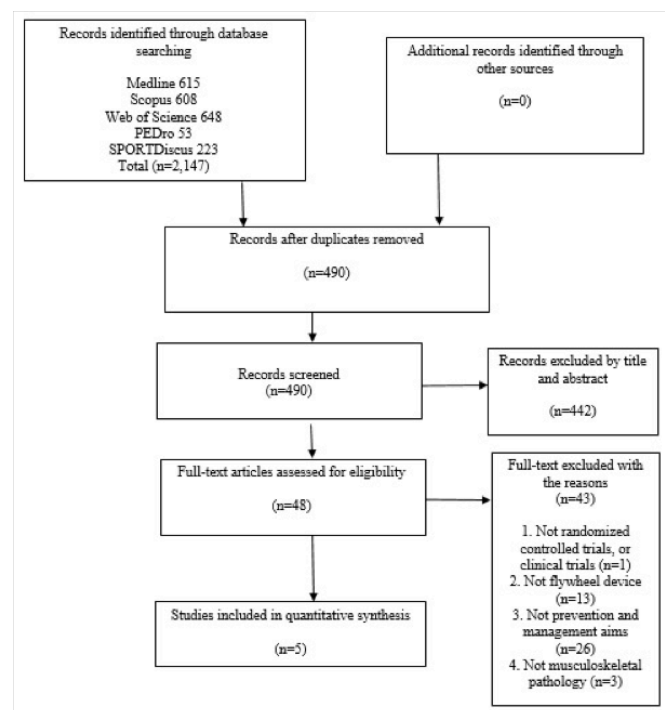 Records identified through database
searching
Medline 615
Scopus 608
Web of Science 648
PEDro 53
SPORTDiscus 223
Total (n=2,147)
Additional records identified through
other sources
(n=0)
Records after duplicates removed
(n=490)
Records screened
(n=490)
Records excluded by title
and abstract
(n=442)
Full-text articles assessed for eligibility
(n=48)
Full-text excluded with
the reasons
(n=43)
1. Not randomized
controlled trials, or
clinical trials (n=1)
2. Not flywheel device
(n=13)
3. Not prevention and
management aims
(n=26)
4. Not musculoskeletal
pathology (n=3)
Studies included in quantitative synthesis
(n=5)